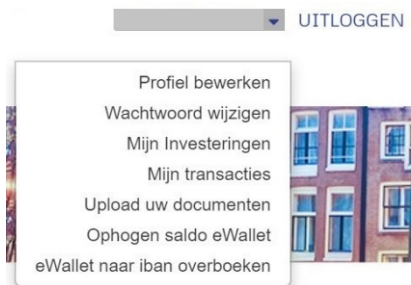 UITLOGGEN
Profiel bewerken
Wachtwoord wijzigen
Mijn Investeringen
Mijn transacties
Upload uw documenten
Ophogen saldo eWallet
eWallet naar iban overboeken